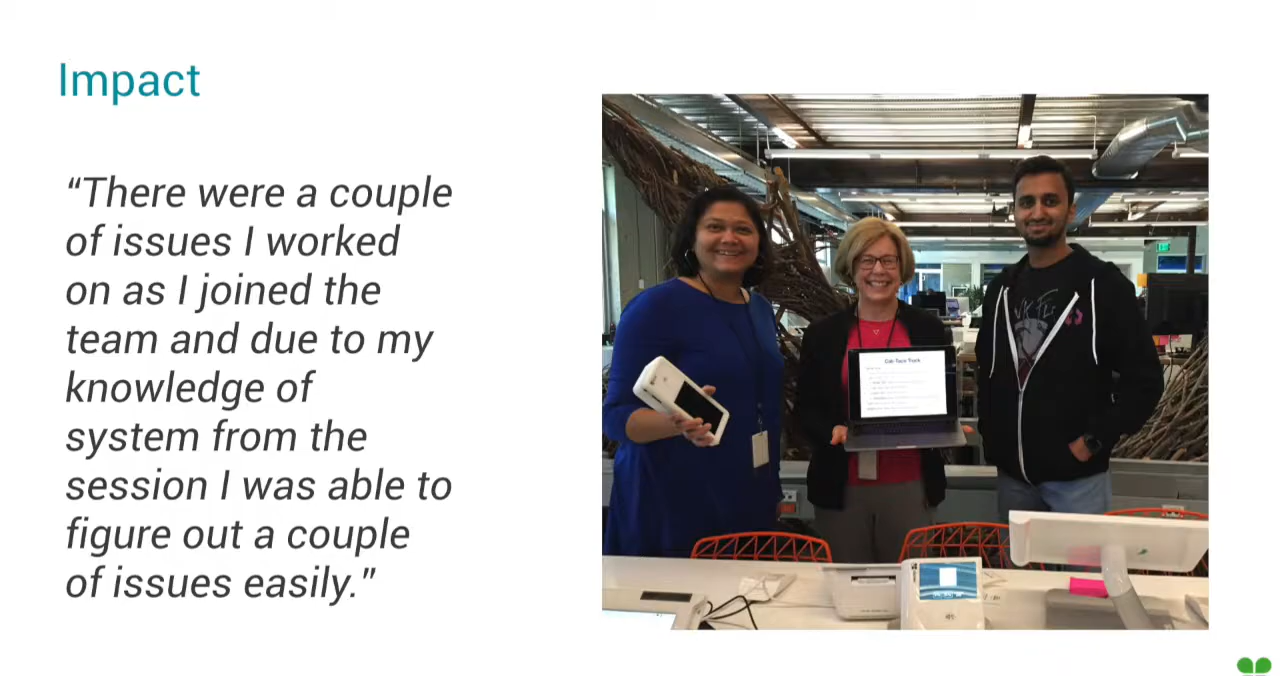 Impact
“There were a couple
of issues I worked
on as I joined the
team and due to my
knowledge of
system from the
session I was able to
figure out a couple
of issues easily."